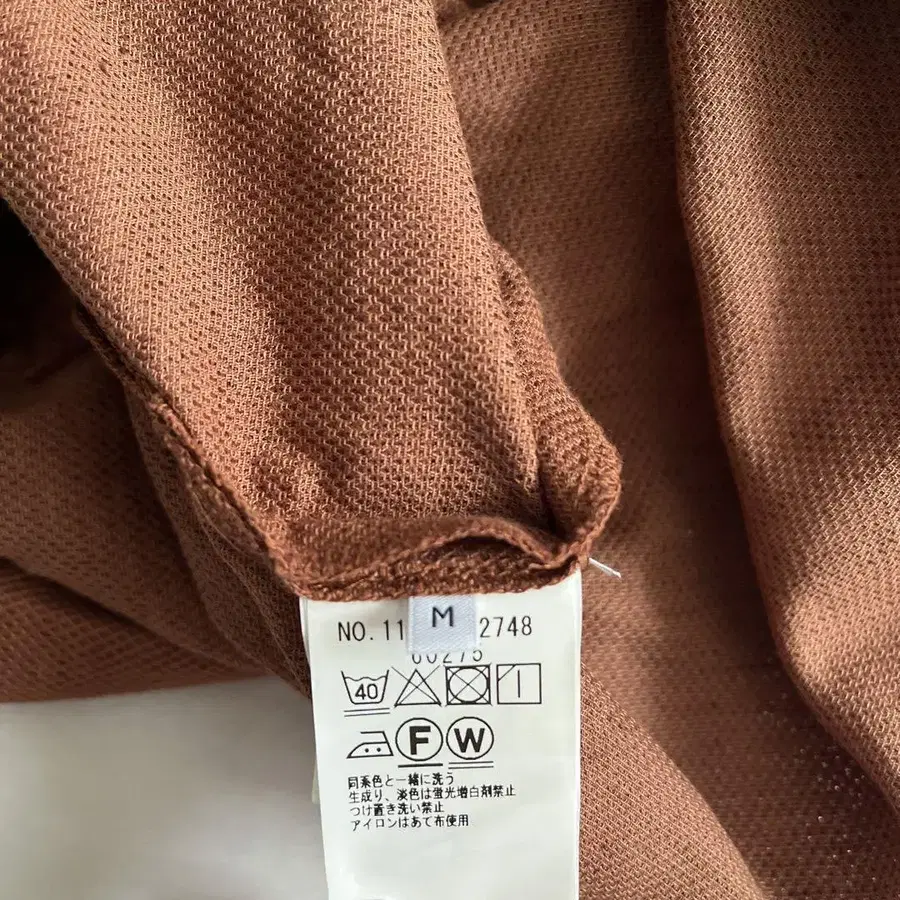 M
NO.11 2748
00275
40
F W
同系色と一緒に洗う
生成り、淡色は蛍光増白剤禁止
つけ置き洗い禁止
アイロンはあて布使用